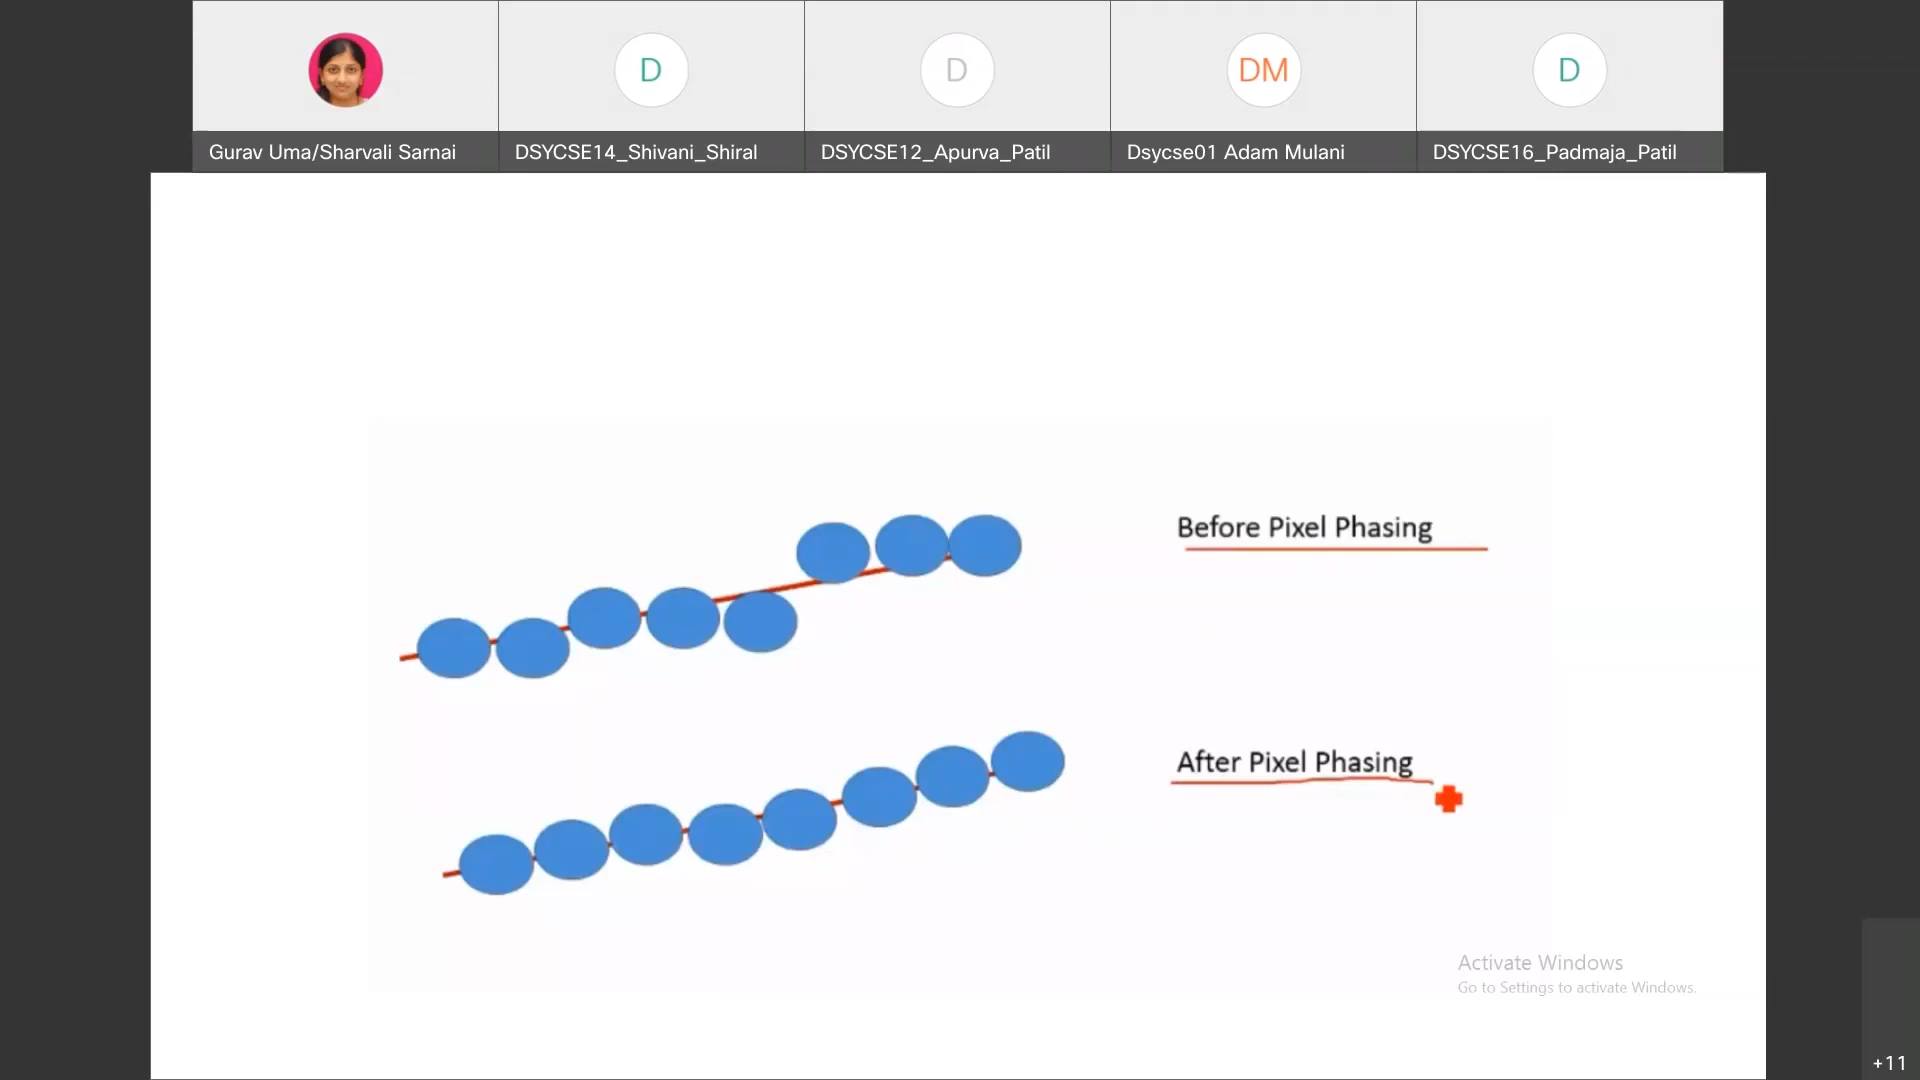 D
D
DM
D
Gurav Uma/Sharvali Sarnai
DSYCSE14_Shivani_Shiral
DSYCSE12_Apurva_Patil
Dsycse01 Adam Mulani
DSYCSE16_Padmaja_Patil
Before Pixel Phasing
After Pixel Phasing
Activate Windows
Go to Settings to activate Windows.
+11